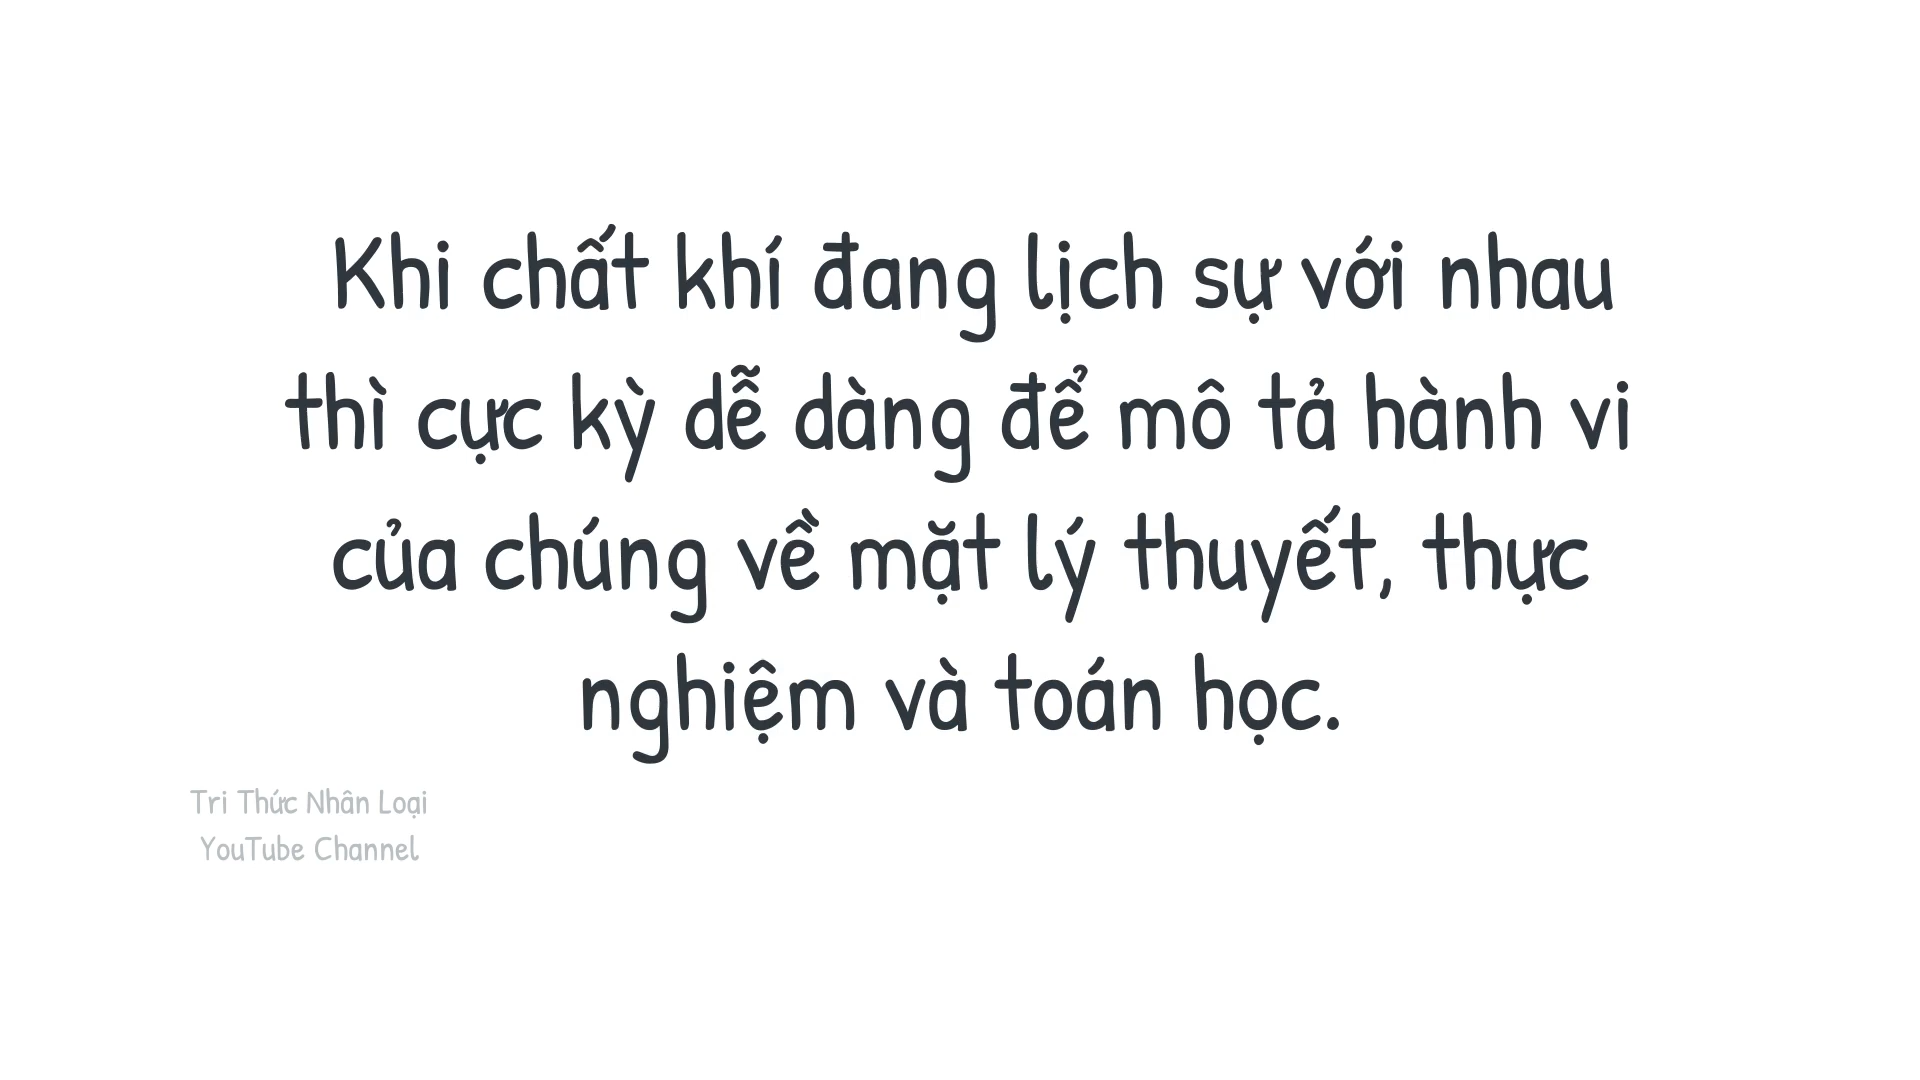 Khi chất khí đang lịch sự với nhau
thì cực kỳ dễ dàng để mô tả hành vi
của chúng về mặt lý thuyết, thực
nghiệm và toán học.
Tri Thức Nhân Loại
YouTube Channel